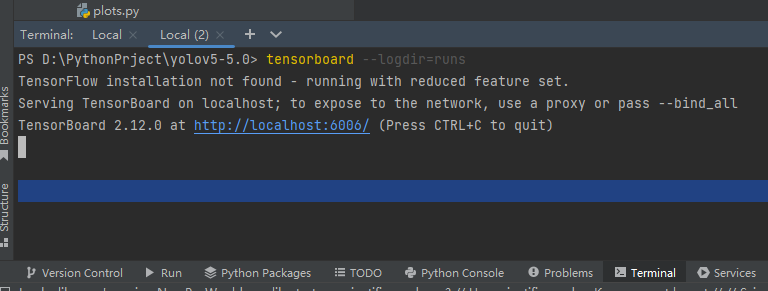 plots.py
Terminal: Local Local (2)
PS D:\PythonPrject\yolov5-5.0> tensorboard --logdir=runs
TensorFlow installation not found - running with reduced feature set.
Serving TensorBoard on localhost; to expose to the network, use a proxy or pass --bind_all
TensorBoard 2.12.0 at http://localhost:6006/ (Press CTRL+C to quit)
Bookmarks
Structure
Version Control Run Python Packages TODO Python Console Problems Terminal Services